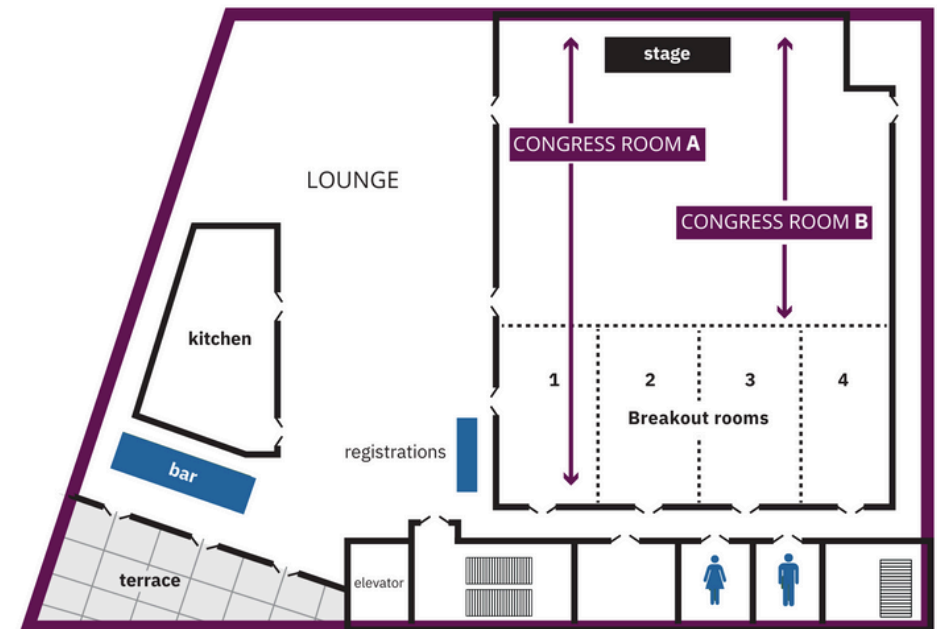 stage
CONGRESS ROOM A
LOUNGE
CONGRESS ROOM B
kitchen
1 2 3 4
Breakout rooms
registrations
bar
terrace
elevator